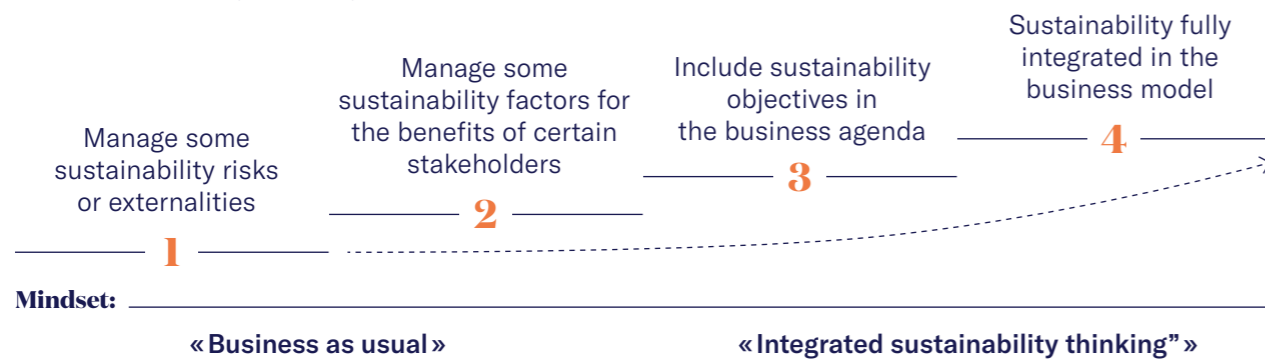 Manage some
sustainability risks
or externalities
1
Manage some
sustainability factors for
the benefits of certain
stakeholders
2
Include sustainability
objectives in
the business agenda
3
Sustainability fully
integrated in the
business model
4
Mindset:
«Business as usual»
«Integrated sustainability thinking”»